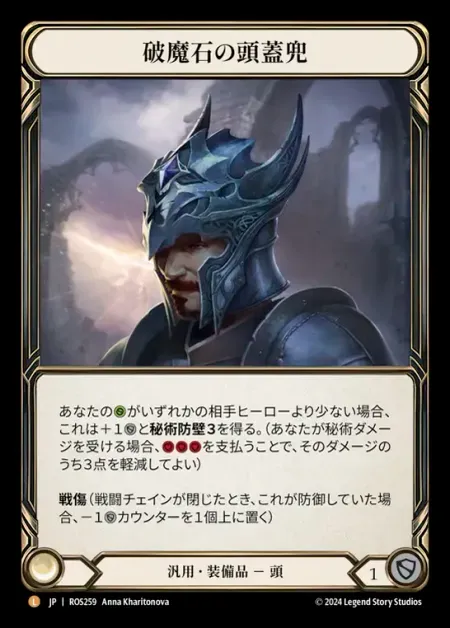 破魔石の頭蓋兜
あなたのがいずれかの相手ヒーローより少ない場合、
これは+1と秘術防壁3を得る。(あなたが秘術ダメ
ージを受ける場合、を支払うことで、そのダメージの
うち3点を軽減してよい)
戦傷(戦闘チェインが閉じたとき、これが防御していた場
合、-1カウンターを1個上に置く)
汎用・装備品 － 頭
1
L JP | ROS259 Anna Kharitonova
© 2024 Legend Story Studios